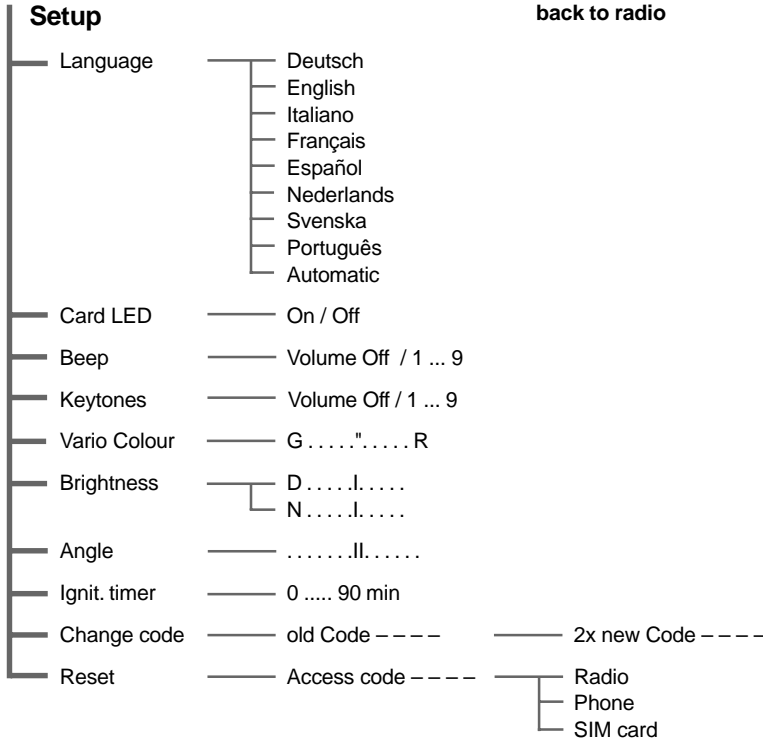 Setup back to radio
Language Deutsch
English
Italiano
Français
Español
Nederlands
Svenska
Português
Automatic
Card LED On / Off
Beep Volume Off / 1 ... 9
Keytones Volume Off / 1 ... 9
Vario Colour G . . . . ." . . . . . R
Brightness D . . . . .I. . . . .
N . . . . .I. . . . .
Angle . . . . . . .II. . . . . .
Ignit. timer 0 ..... 90 min
Change code old Code – – – – 2x new Code – – – –
Reset Access code – – – – Radio
Phone
SIM card